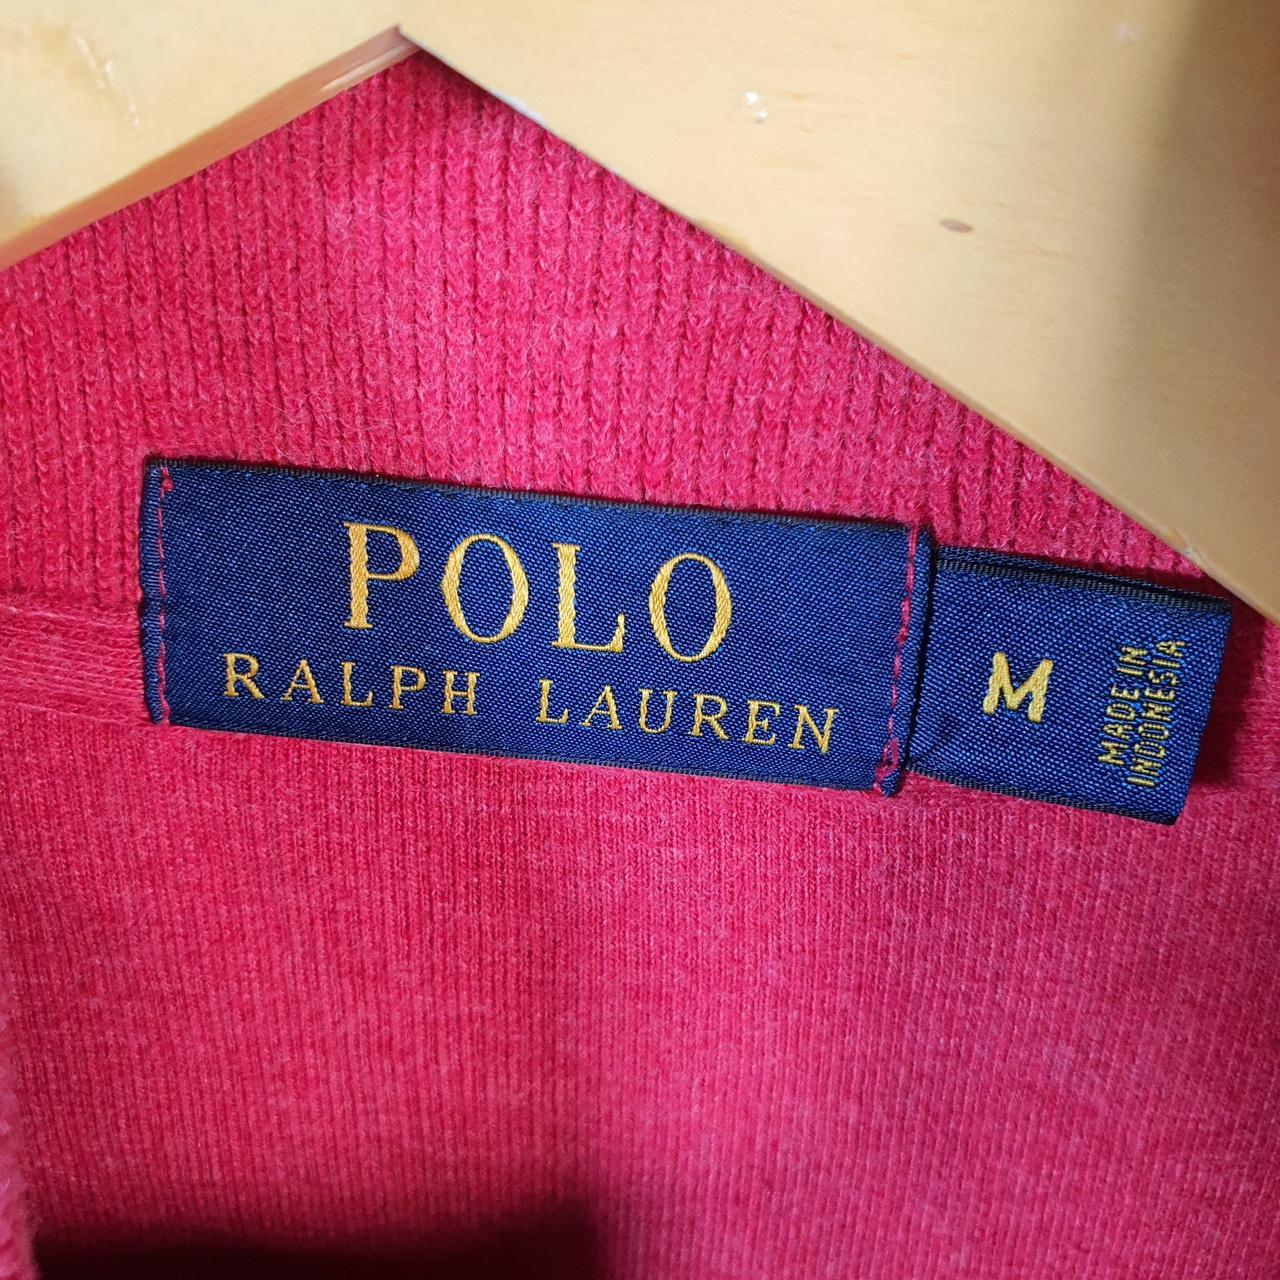 POLO
RALPH LAUREN
M
MADE IN
INDONESIA